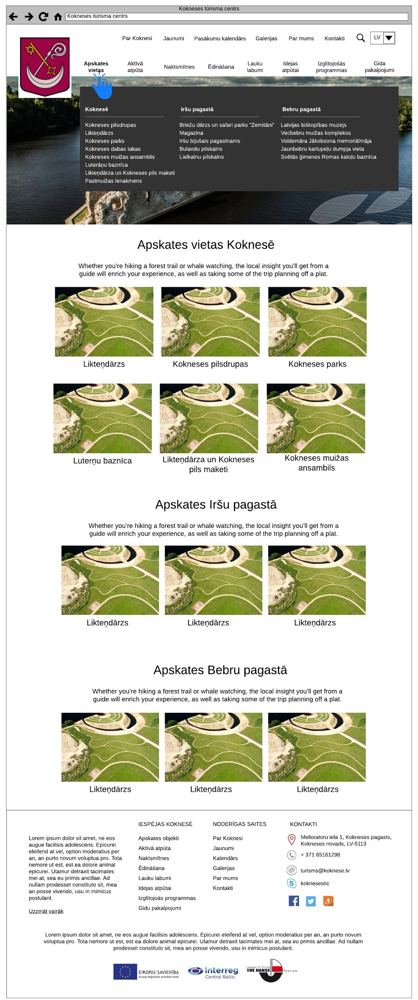 Kokneses tūrisma centrs
Kokneses tūrisma centrs
Par Koknesi
Jaunumi
Pasākumu kalendārs
Galerijas
Par mums
Kontakti
LV
Apskates
vietas
Aktīvā
atpūta
Naktsmītnes
Ēdināšana
Lauku
labumi
Idejas
atpūtai
Izglītojošās
programmas
Gida
pakalpojumi
Koknesē
Kokneses pilsdrupas
Likteņdārzs
Kokneses parks
Kokneses dabas takas
Kokneses muižas ansamblis
Luterāņu baznīca
Likteņdārza un Kokneses pils maketi
Pastmuižas lenakmens
Iršu pagastā
Briežu dārzs un safari parks "Zemitāni"
Magazina
Iršu bijušais pagastnams
Bulandu pilskalns
Lielkalnu pilskalns
Bebru pagastā
Latvijas biškopības muzejs
Vecbebru muižas komplekss
Voldemāra Jākobsona memoriālmāja
Jaunbebru kartupeļu dumpja vieta
Svētās ģimenes Romas katoļu baznīca
Apskates vietas Koknesē
Whether you're hiking a forest trail or whale watching, the local insight you'll get from a
guide will enrich your experience, as well as taking some of the trip planning off a plat.
Likteņdārzs
Kokneses pilsdrupas
Kokneses parks
Luterņu baznīca
Likteņdārza un Kokneses
pils maketi
Kokneses muižas
ansambils
Apskates Iršu pagastā
Whether you're hiking a forest trail or whale watching, the local insight you'll get from a
guide will enrich your experience, as well as taking some of the trip planning off a plat.
Likteņdārzs
Likteņdārzs
Likteņdārzs
Apskates Bebru pagastā
Whether you're hiking a forest trail or whale watching, the local insight you'll get from a
guide will enrich your experience, as well as taking some of the trip planning off a plat.
Likteņdārzs
Likteņdārzs
Likteņdārzs
Lorem ipsum dolor sit amet, ne eos
augue facilisis adolescens. Epicurei
eleifend at vel, option moderatius per
an, an purto novum voluptua pro. Tota
nemore ut est, est ea dolore animal
epicurei. Utamur detraxit tacimates
mei at, sea eu primis ancillae. Ad
nullam prodesset constituto sit, mea
an posse vivendo, usu in inimicus
postulant.
Uzzināt vairāk
IESPĒJAS KOKNESĒ
Apskates objekti
Aktīvā atpūta
Naktsmītnes
Ēdināšana
Lauku labumi
Idejas atpūtai
Izglītojoās programmas
Gidu pakalpojumi
NODERĪGAS SAITES
Par Koknesi
Jaunumi
Kalendārs
Galerijas
Par mums
Kontakti
KONTAKTI
Melioratoru iela 1, Kokneses pagasts,
Kokneses novads, LV-5113
+ 371 65161296
turisms@koknese.lv
koknesestic
Lorem ipsum dolor sit amet, ne eos augue facilisis adolescens. Epicurei eleifend at vel, option moderatius per an, an purto novum
voluptua pro. Tota nemore ut est, est ea dolore animal epicurei. Utamur detraxit tacimates mei at, sea eu primis ancillae. Ad nullam
prodesset constituto sit, mea an posse vivendo, usu in inimicus postulant.
EIROPAS SAVIENĪBA
Eiropas Reģionālās attīstības fonds
Interreg
Central Baltic
League of Cities
THE HANSE
Tourism